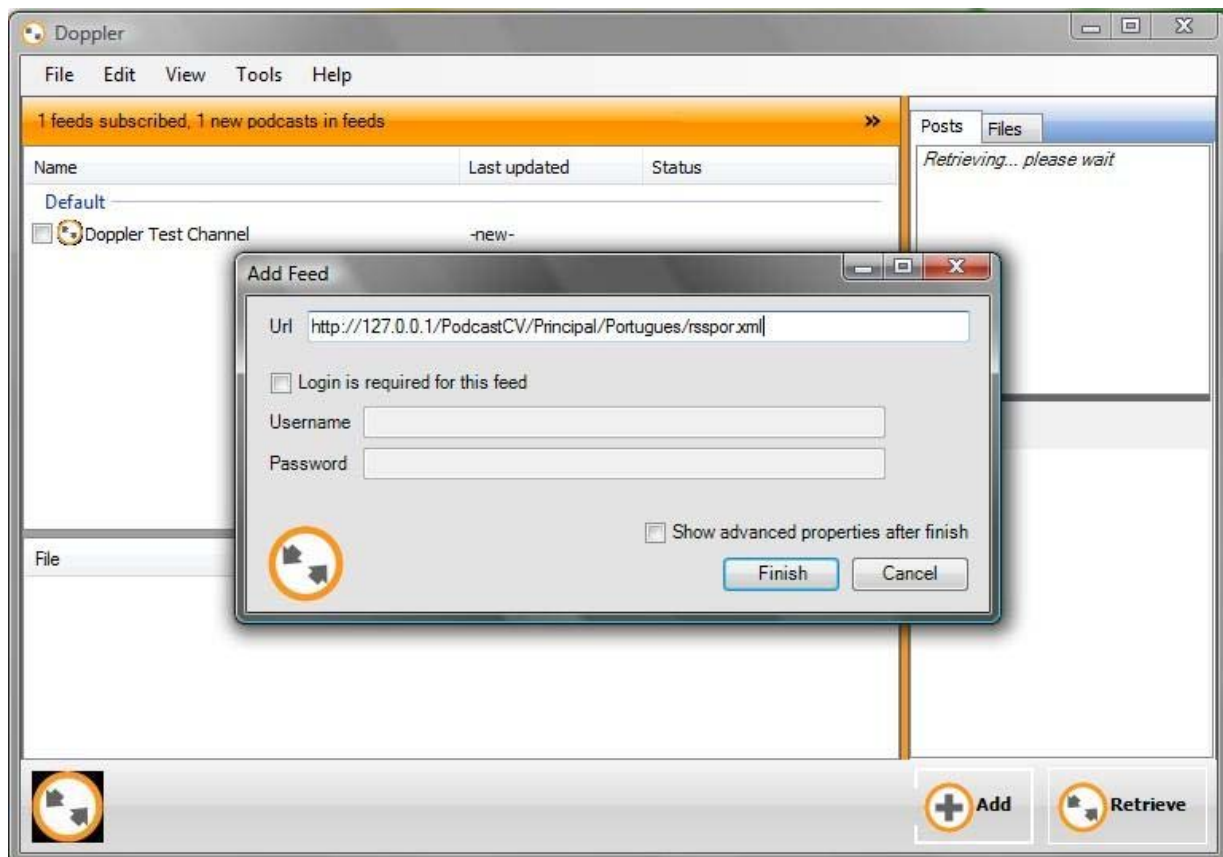 Doppler
File Edit View Tools Help
1 feeds subscribed, 1 new podcasts in feeds »
Posts Files
Retrieving... please wait
Name Last updated Status
Default
Doppler Test Channel -new-
Add Feed
Url http://127.0.0.1/PodcastCV/Principal/Portugues/rsspor.xml
Login is required for this feed
Username
Password
Show advanced properties after finish
Finish Cancel
File
Add Retrieve